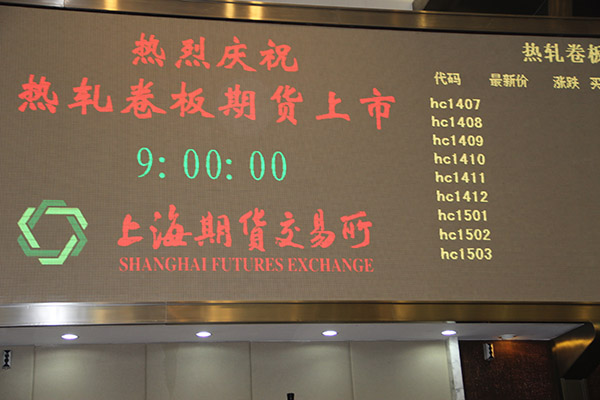 热烈庆祝
热轧卷板期货上市
9:00:00
上海期货交易所
SHANGHAI FUTURES EXCHANGE
热轧卷板
代码 最新价 涨跌 买
hc1407
hc1408
hc1409
hc1410
hc1411
hc1412
hc1501
hc1502
hc1503